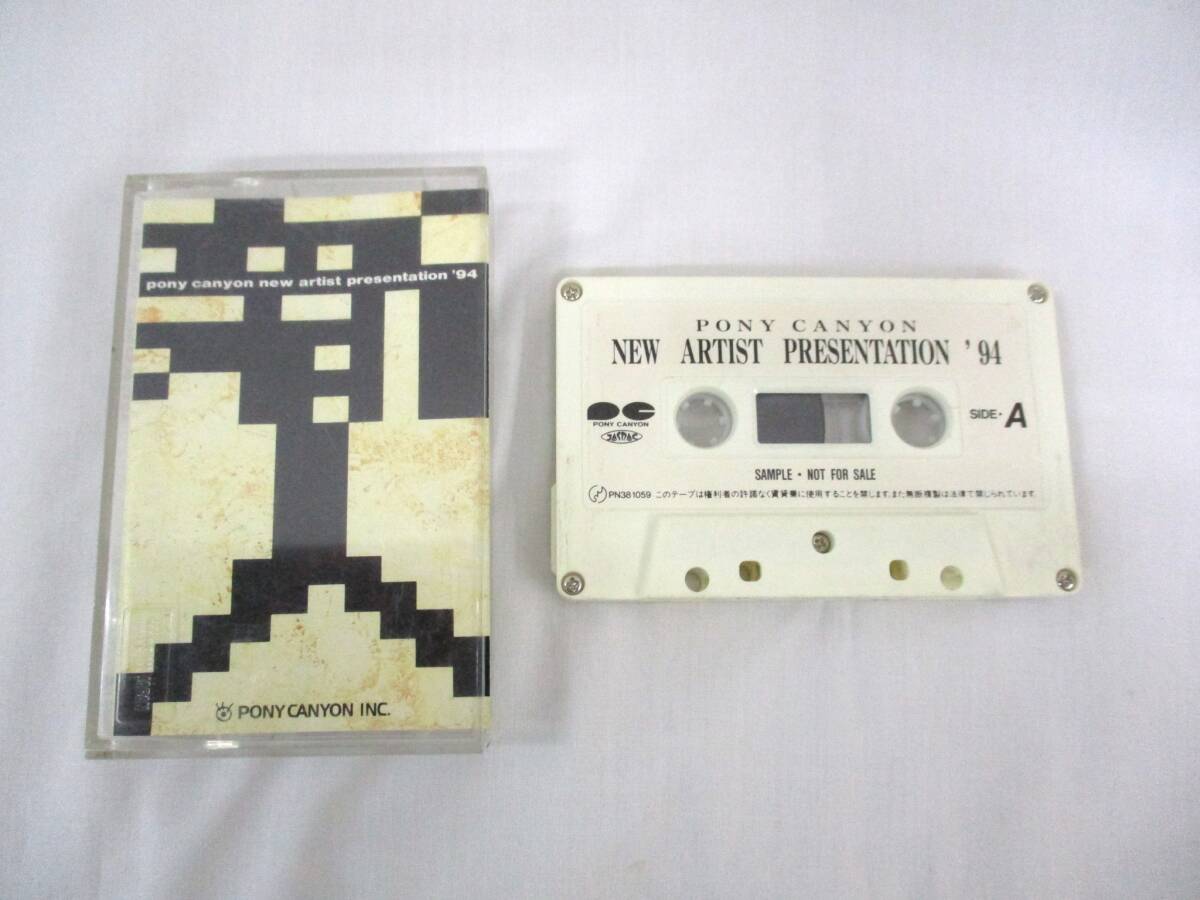 pony canyon new artist presentation '94
PONY CANYON INC.
PONY CANYON
NEW ARTIST PRESENTATION '94
PC
PONY CANYON
JASRAC
SIDE・A
SAMPLE・NOT FOR SALE
PN381059 このテープは権利者の許諾なく賃貸業に使用することを禁じます。また無断複製は法律で禁じられています。